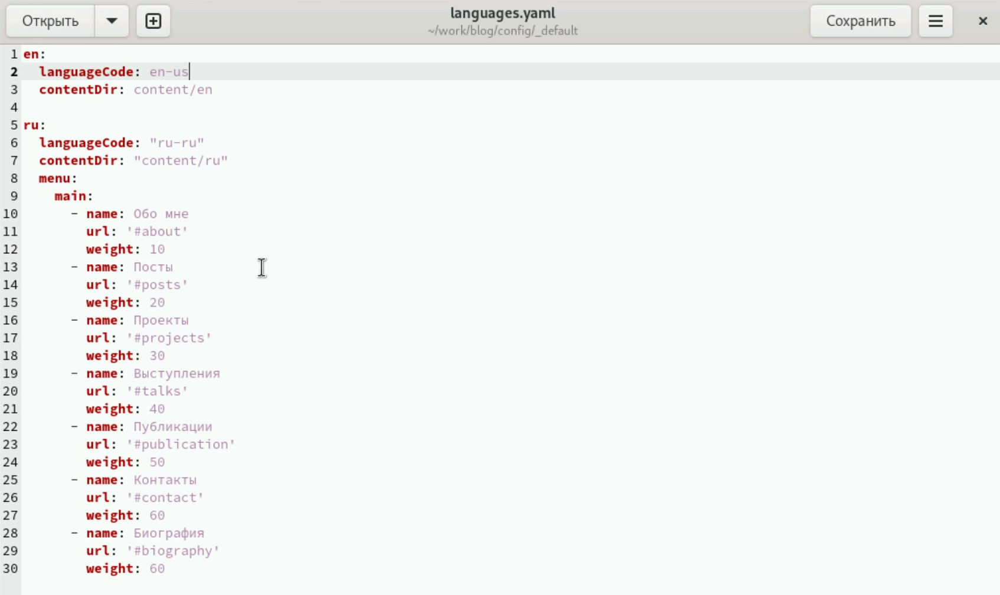 Открыть
languages.yaml
~/work/blog/config/_default
Сохранить
1 en:
2   languageCode: en-us
3   contentDir: content/en
4
5 ru:
6   languageCode: "ru-ru"
7   contentDir: "content/ru"
8   menu:
9     main:
10       - name: Обо мне
11         url: '#about'
12         weight: 10
13       - name: Посты
14         url: '#posts'
15         weight: 20
16       - name: Проекты
17         url: '#projects'
18         weight: 30
19       - name: Выступления
20         url: '#talks'
21         weight: 40
22       - name: Публикации
23         url: '#publication'
24         weight: 50
25       - name: Контакты
26         url: '#contact'
27         weight: 60
28       - name: Биография
29         url: '#biography'
30         weight: 60